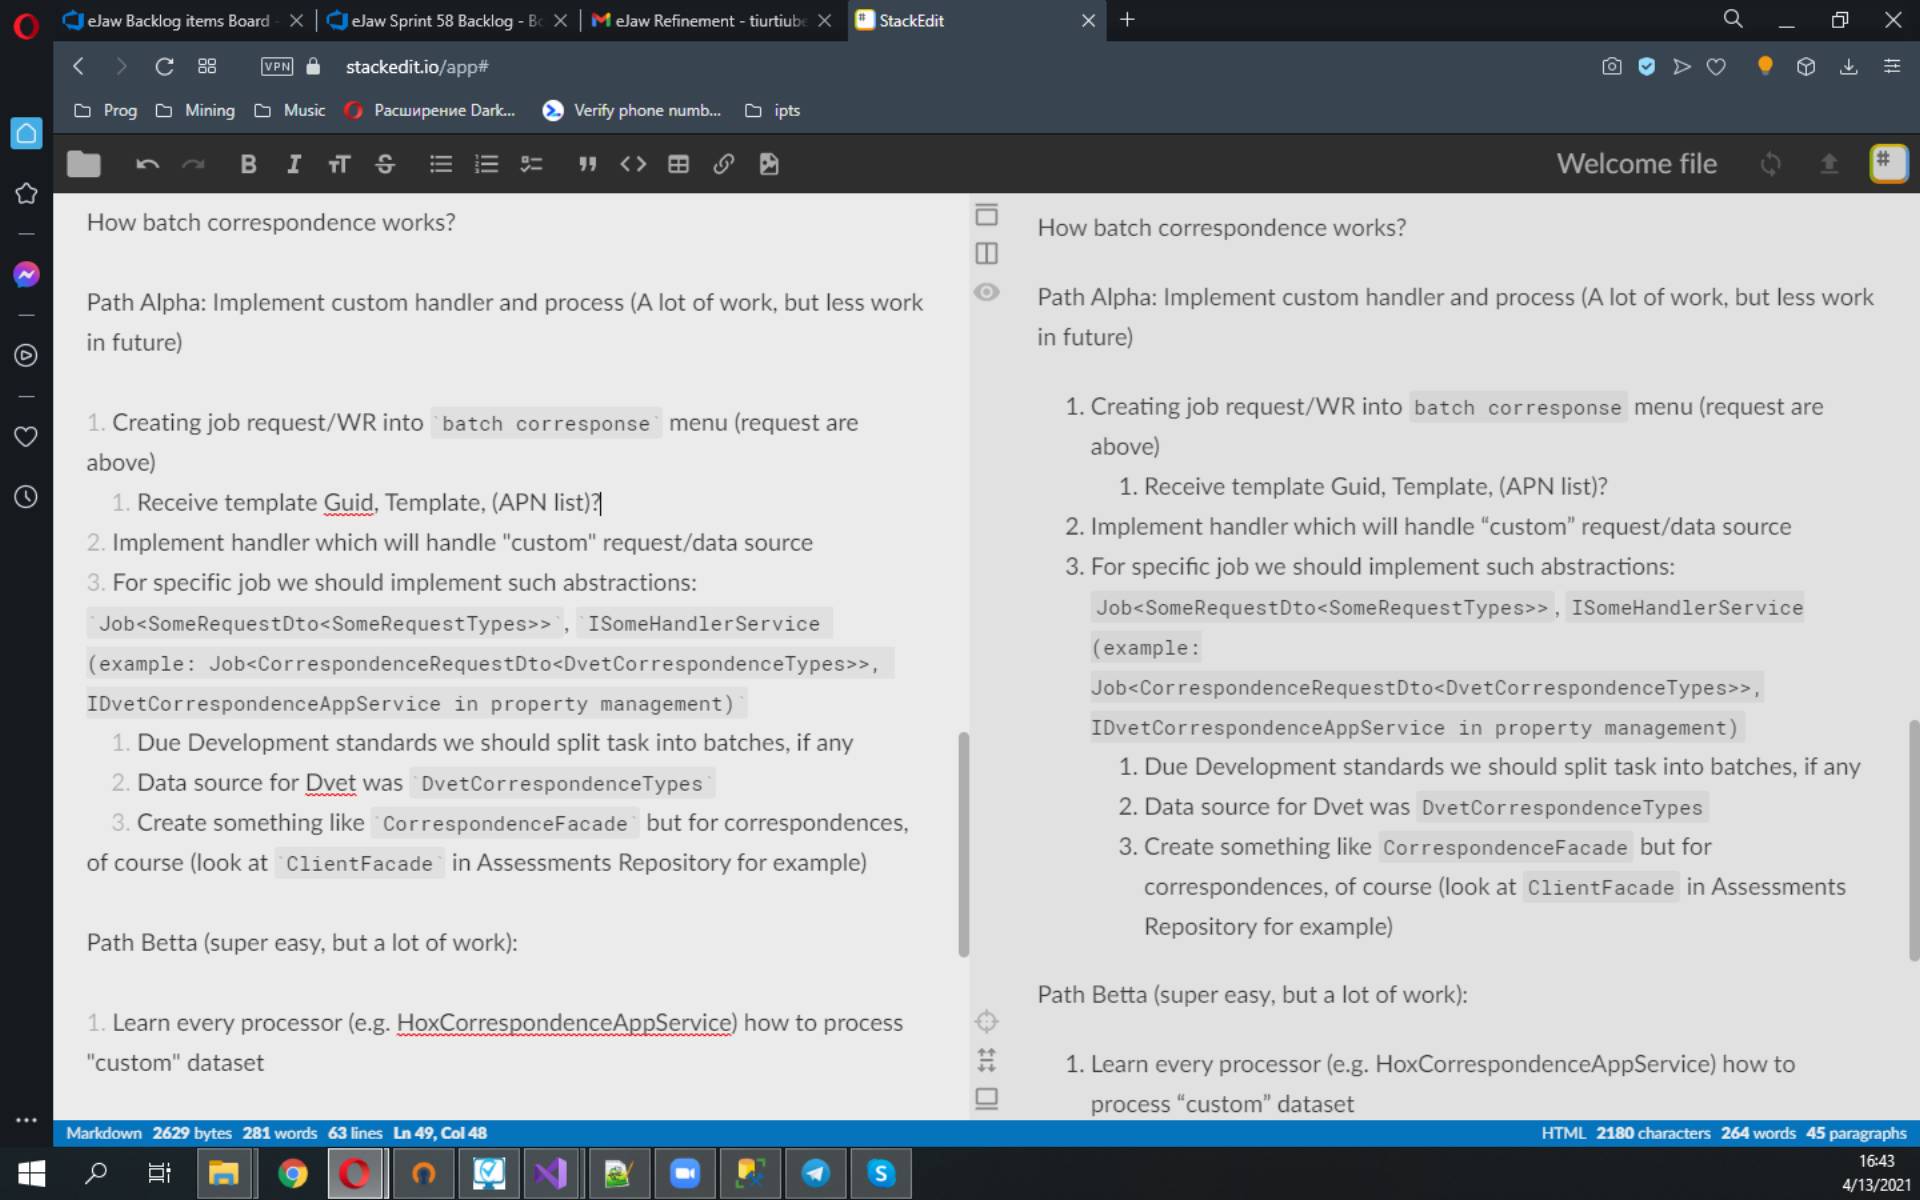 eJaw Backlog items Board
eJaw Sprint 58 Backlog - Bo
eJaw Refinement - tiurtiube
StackEdit
VPN
stackedit.io/app#
Prog
Mining
Music
Расширение Dark...
Verify phone numb...
ipts
Welcome file
How batch correspondence works?
Path Alpha: Implement custom handler and process (A lot of work, but less work
in future)
1. Creating job request/WR into `batch corresponse` menu (request are
above)
1. Receive template Guid, Template, (APN list)?
2. Implement handler which will handle "custom" request/data source
3. For specific job we should implement such abstractions:
`Job<SomeRequestDto<SomeRequestTypes>>`, `ISomeHandlerService
(example: Job<CorrespondenceRequestDto<DvetCorrespondenceTypes>>,
IDvetCorrespondenceAppService in property management)`
1. Due Development standards we should split task into batches, if any
2. Data source for Dvet was `DvetCorrespondenceTypes`
3. Create something like `CorrespondenceFacade` but for correspondences,
of course (look at `ClientFacade` in Assessments Repository for example)
Path Betta (super easy, but a lot of work):
1. Learn every processor (e.g. HoxCorrespondenceAppService) how to process
"custom" dataset
How batch correspondence works?
Path Alpha: Implement custom handler and process (A lot of work, but less work
in future)
1. Creating job request/WR into batch corresponse menu (request are
above)
1. Receive template Guid, Template, (APN list)?
2. Implement handler which will handle “custom” request/data source
3. For specific job we should implement such abstractions:
Job<SomeRequestDto<SomeRequestTypes>>, ISomeHandlerService
(example:
Job<CorrespondenceRequestDto<DvetCorrespondenceTypes>>,
IDvetCorrespondenceAppService in property management)
1. Due Development standards we should split task into batches, if any
2. Data source for Dvet was DvetCorrespondenceTypes
3. Create something like CorrespondenceFacade but for
correspondences, of course (look at ClientFacade in Assessments
Repository for example)
Path Betta (super easy, but a lot of work):
1. Learn every processor (e.g. HoxCorrespondenceAppService) how to
process “custom” dataset
Markdown 2629 bytes 281 words 63 lines Ln 49, Col 48
HTML 2180 characters 264 words 45 paragraphs
16:43
4/13/2021